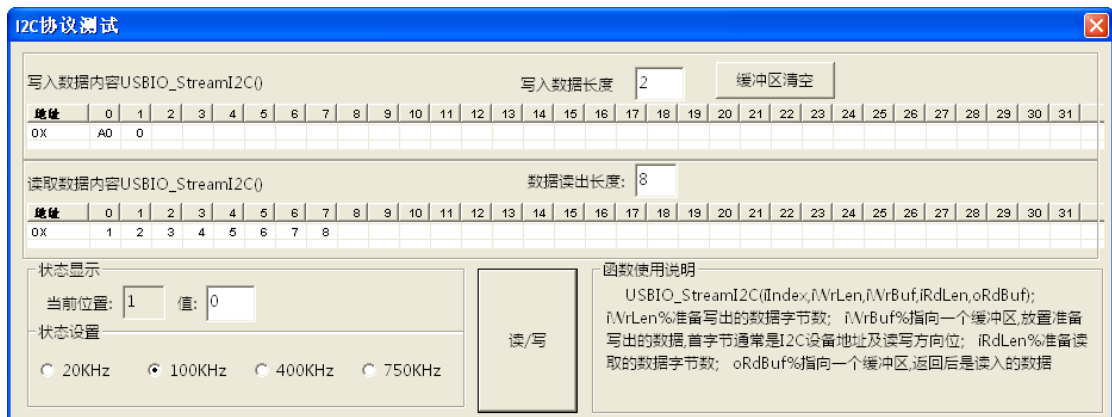 I2C协议测试
写入数据内容USBIO_StreamI2C() 写入数据长度 2 缓冲区清空
地址 0 1 2 3 4 5 6 7 8 9 10 11 12 13 14 15 16 17 18 19 20 21 22 23 24 25 26 27 28 29 30 31
0X A0 0
读取数据内容USBIO_StreamI2C() 数据读出长度: 8
地址 0 1 2 3 4 5 6 7 8 9 10 11 12 13 14 15 16 17 18 19 20 21 22 23 24 25 26 27 28 29 30 31
0X 1 2 3 4 5 6 7 8
状态显示
当前位置: 1 值: 0
状态设置
20KHz 100KHz 400KHz 750KHz
读/写
函数使用说明
USBIO_StreamI2C(iIndex,iWrLen,iWrBuf,iRdLen,oRdBuf);
iWrLen%准备写出的数据字节数; iWrBuf%指向一个缓冲区,放置准备
写出的数据,首字节通常是I2C设备地址及读写方向位; iRdLen%准备读
取的数据字节数; oRdBuf%指向一个缓冲区,返回后是读入的数据